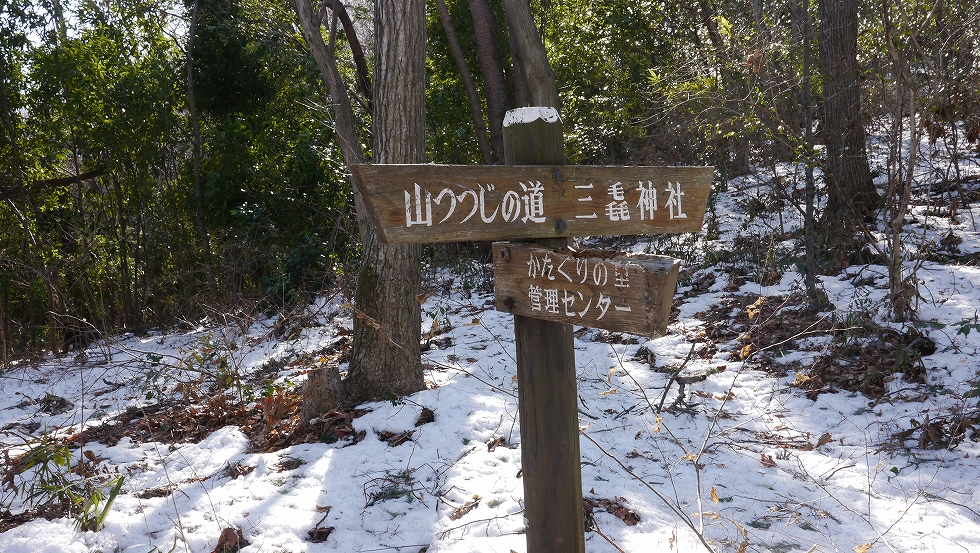 山つつじの道 三毳神社
かたくりの里
管理センター